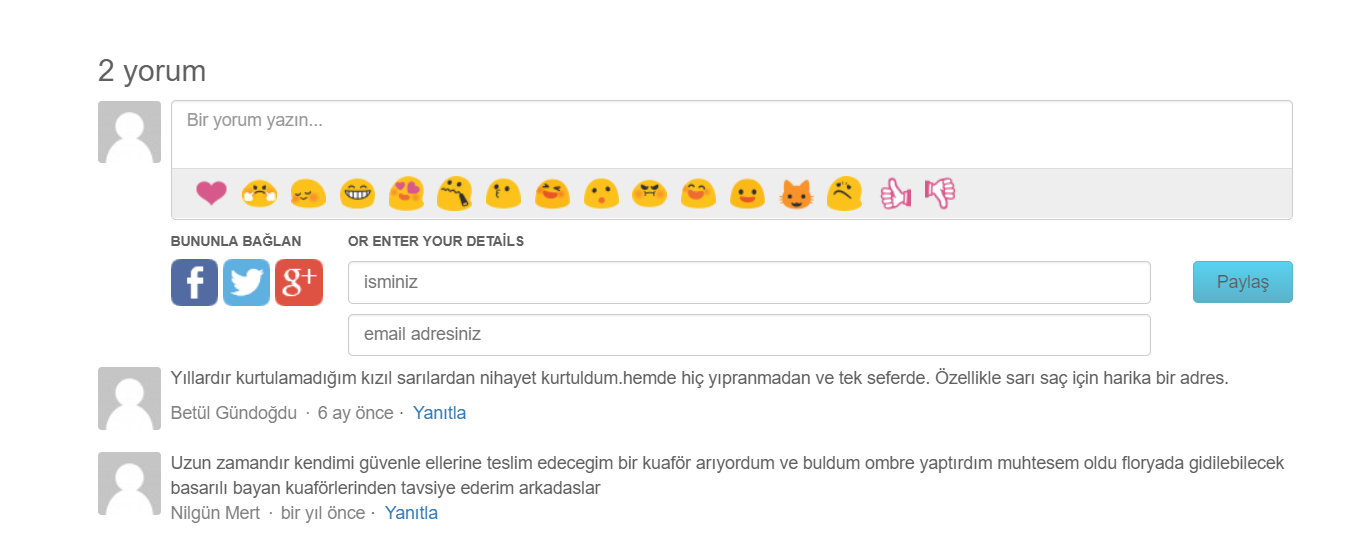 2 yorum
Bir yorum yazın...
BUNUNLA BAĞLAN
OR ENTER YOUR DETAİLS
f
g+
isminiz
Paylaş
email adresiniz
Yıllardır kurtulamadığım kızıl sarılardan nihayet kurtuldum.hemde hiç yıpranmadan ve tek seferde. Özellikle sarı saç için harika bir adres.
Betül Gündoğdu · 6 ay önce · Yanıtla
Uzun zamandır kendimi güvenle ellerine teslim edecegim bir kuaför arıyordum ve buldum ombre yaptırdım muhtesem oldu floryada gidilebilecek
basarılı bayan kuaförlerinden tavsiye ederim arkadaslar
Nilgün Mert · bir yıl önce · Yanıtla